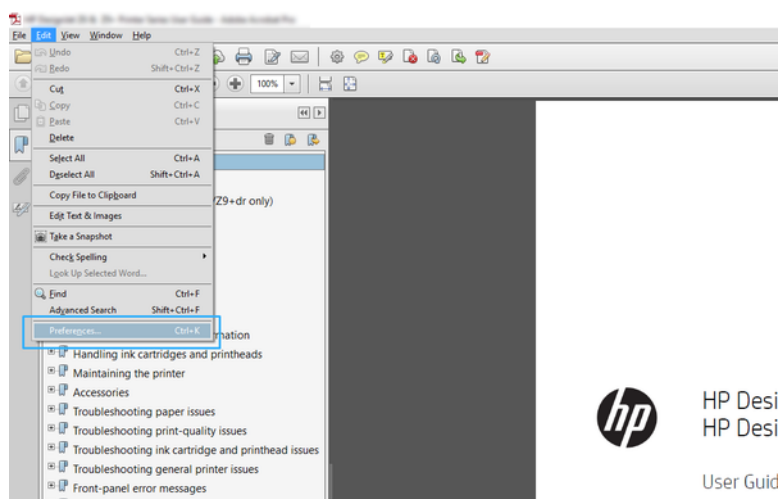 File Edit View Window Help
Undo Ctrl+Z
Redo Shift+Ctrl+Z
Cut Ctrl+X
100%
Copy Ctrl+C
Paste Ctrl+V
Delete
Select All Ctrl+A
Deselect All Shift+Ctrl+A
Copy File to Clipboard
/Z9+dr only)
Edit Text & Images
Take a Snapshot
Check Spelling
Look Up Selected Word...
Find Ctrl+F
Advanced Search Shift+Ctrl+F
Preferences... Ctrl+K
mation
Handling ink cartridges and printheads
Maintaining the printer
Accessories
Troubleshooting paper issues
Troubleshooting print-quality issues
Troubleshooting ink cartridge and printhead issues
Troubleshooting general printer issues
Front-panel error messages
hp
HP Desi
HP Desi
User Guid